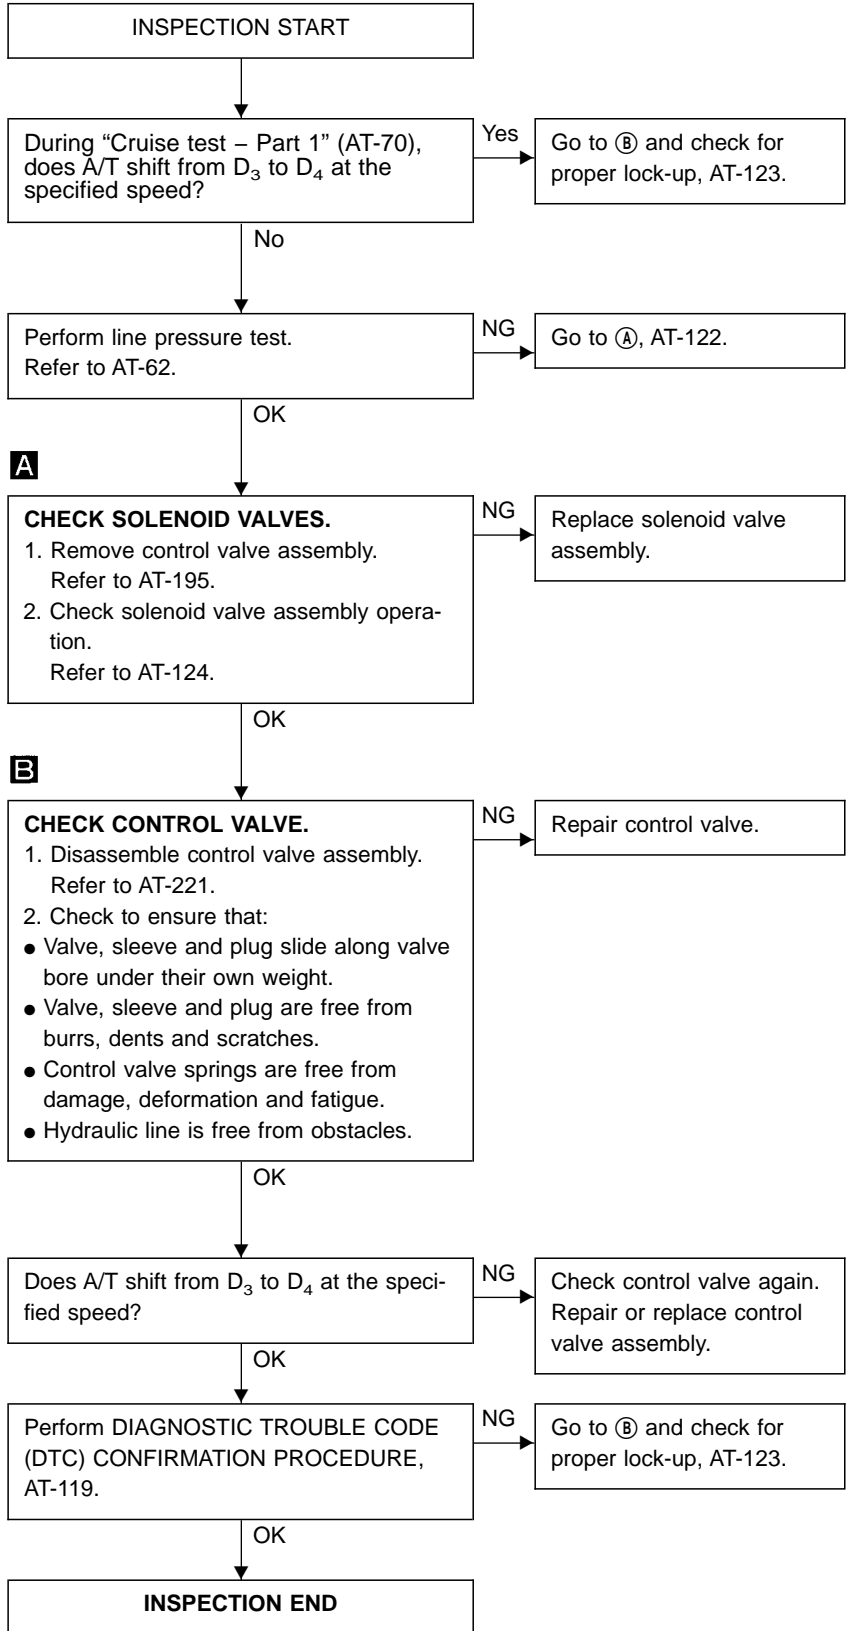 INSPECTION START
During “Cruise test – Part 1” (AT-70),
does A/T shift from D₃ to D₄ at the
specified speed?
Yes
Go to Ⓑ and check for
proper lock-up, AT-123.
No
Perform line pressure test.
Refer to AT-62.
NG
Go to Ⓐ, AT-122.
OK
A
CHECK SOLENOID VALVES.
1. Remove control valve assembly.
Refer to AT-195.
2. Check solenoid valve assembly opera-
tion.
Refer to AT-124.
NG
Replace solenoid valve
assembly.
OK
B
CHECK CONTROL VALVE.
1. Disassemble control valve assembly.
Refer to AT-221.
2. Check to ensure that:
● Valve, sleeve and plug slide along valve
bore under their own weight.
● Valve, sleeve and plug are free from
burrs, dents and scratches.
● Control valve springs are free from
damage, deformation and fatigue.
● Hydraulic line is free from obstacles.
NG
Repair control valve.
OK
Does A/T shift from D₃ to D₄ at the speci-
fied speed?
NG
Check control valve again.
Repair or replace control
valve assembly.
OK
Perform DIAGNOSTIC TROUBLE CODE
(DTC) CONFIRMATION PROCEDURE,
AT-119.
NG
Go to Ⓑ and check for
proper lock-up, AT-123.
OK
INSPECTION END